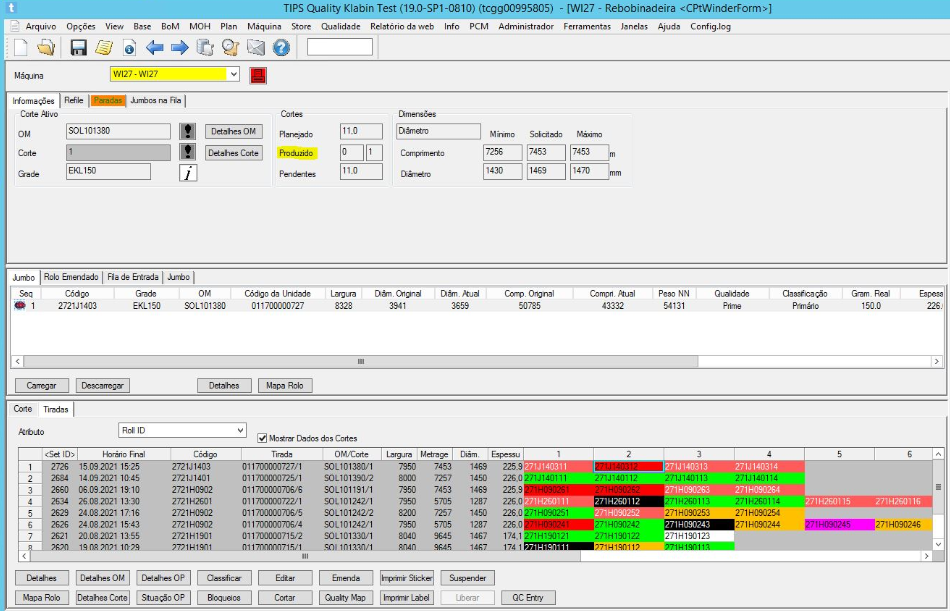 TIPS Quality Klabin Test (19.0-SP1-0810) (tcgg00995805) - [WI27 - Rebobinadeira <CPtWinderForm>]
Arquivo Opções View Base BoM MOH Plan Máquina Store Qualidade Relatório da web Info PCM Administrador Ferramentas Janelas Ajuda Config.log
Máquina WI27 - WI27
Informações Refile Paradas Jumbos na Fila
Corte Ativo Cortes Dimensões
OM SOL101380 Detalhes OM Planejado 11.0 Diâmetro Mínimo Solicitado Máximo
Corte 1 Detalhes Corte Produzido 0 1 Comprimento 7256 7453 7453 m
Grade EKL150 i Pendentes 11.0 Diâmetro 1430 1469 1470 mm
Jumbo Rolo Emendado Fila de Entrada Jumbo
Seq Código Grade OM Código da Unidade Largura Diâm. Original Diâm. Atual Comp. Original Compri. Atual Peso NN Qualidade Classificação Gram. Real Espess
1 2721J1403 EKL150 SOL101380 011700000727 8328 3941 3659 50785 43332 54131 Prime Primário 150.0 226.
Carregar Descarregar Detalhes Mapa Rolo
Corte Tiradas
Atributo Roll ID Mostrar Dados dos Cortes
<Set ID> Horário Final Código Tirada OM/Corte Largura Metrage Diâm. Espessu 1 2 3 4 5 6
1 2726 15.09.2021 15:25 2721J1403 011700000727/1 SOL101380/1 7950 7453 1469 225,9 271J140311 271J140312 271J140313 271J140314
2 2684 14.09.2021 10:45 2721J1401 011700000725/1 SOL101390/2 8000 7257 1450 226,0 271J140111 271J140112 271J140113 271J140114
3 2660 06.09.2021 19:10 2721H0902 011700000706/6 SOL101191/1 7950 7453 1469 225,9 271H090261 271H090262 271H090263 271H090264
4 2634 26.08.2021 13:30 2721H2601 011700000722/1 SOL101242/1 7950 7257 1450 226,0 271H260111 271H260112 271H260113 271H260114 271H260115 271H260116
5 2629 24.08.2021 17:16 2721H0902 011700000706/5 SOL101242/2 8200 7257 1450 226,0 271H090251 271H090252 271H090253 271H090254
6 2626 24.08.2021 15:43 2721H0902 011700000706/4 SOL101242/1 7950 5705 1287 226,0 271H090241 271H090242 271H090243 271H090244 271H090245 271H090246
7 2621 20.08.2021 13:55 2721H1901 011700000715/2 SOL101330/1 8040 9645 1467 174,1 271H190121 271H190122 271H190123
8 2620 19.08.2021 10:29 2721H1901 011700000715/1 SOL101330/1 8040 9645 1467 174,1 271H190111 271H190112 271H190113
Detalhes Detalhes OM Detalhes OP Classificar Editar Emenda Imprimir Sticker Suspender
Mapa Rolo Detalhes Corte Situação OP Bloqueios Cortar Quality Map Imprimir Label Liberar QC Entry